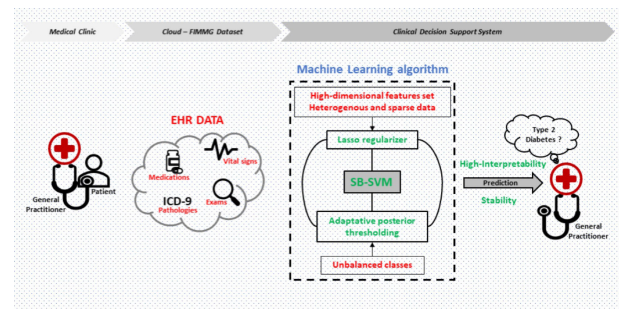 Medical Clinic
Cloud – FIMMG Dataset
Clinical Decision Support System
Machine Learning algorithm
High-dimensional features set
Heterogenous and sparse data
EHR DATA
Type 2
Diabetes ?
Lasso regularizer
Vital signs
Medications
High-Interpretability
SB-SVM
Prediction
Patient
ICD-9
Pathologies
Exams
Stability
General
Practitioner
Adaptive posterior
thresholding
General
Practitioner
Unbalanced classes